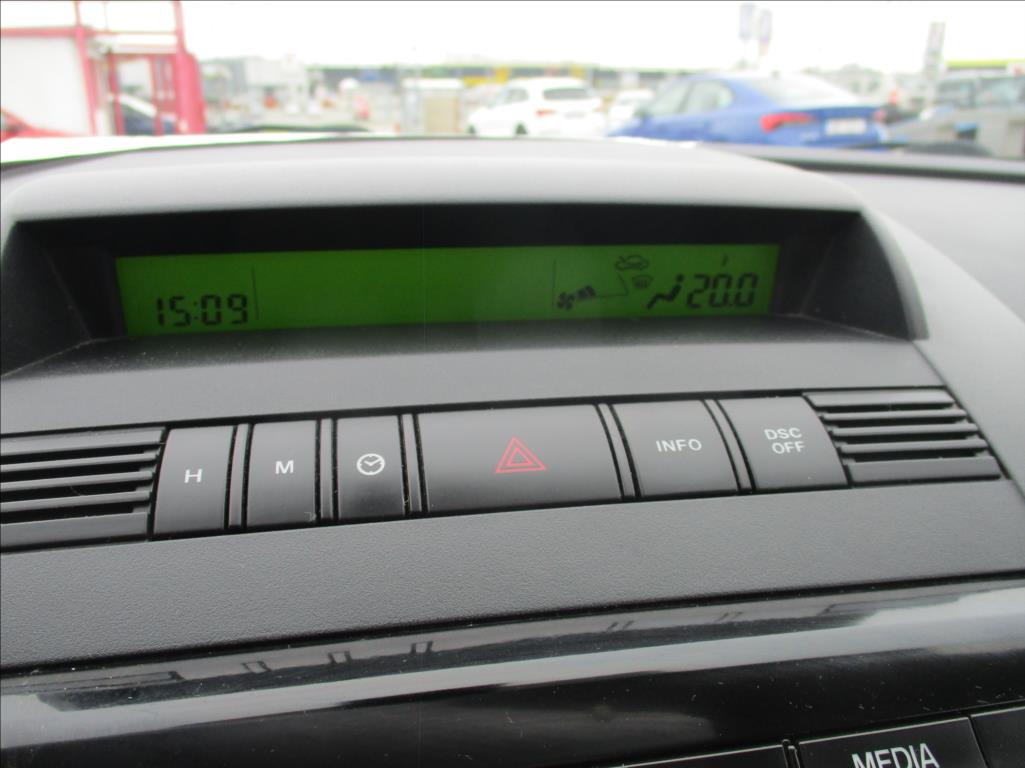 15:09
20.0
H
M
INFO
DSC
OFF
MEDIA